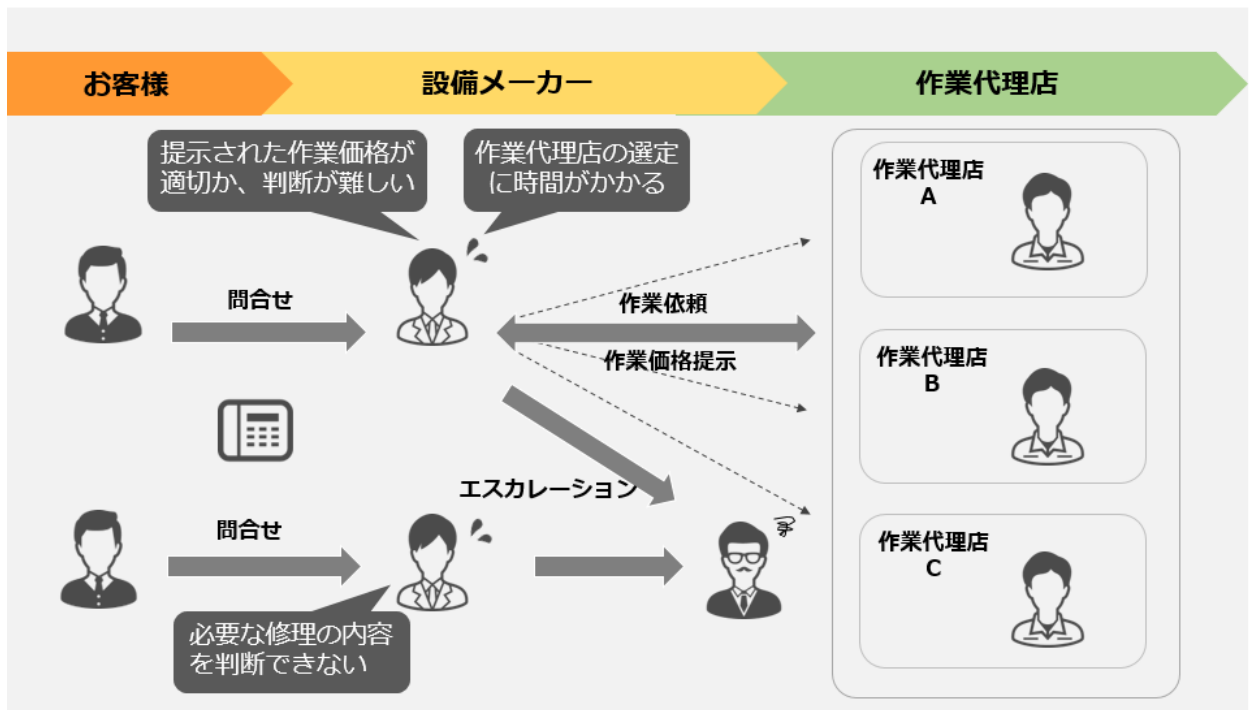 お客様
設備メーカー
作業代理店
提示された作業価格が
適切か、判断が難しい
作業代理店の選定
に時間がかかる
問合せ
作業依頼
作業価格提示
作業代理店
A
作業代理店
B
エスカレーション
問合せ
必要な修理の内容
を判断できない
作業代理店
C